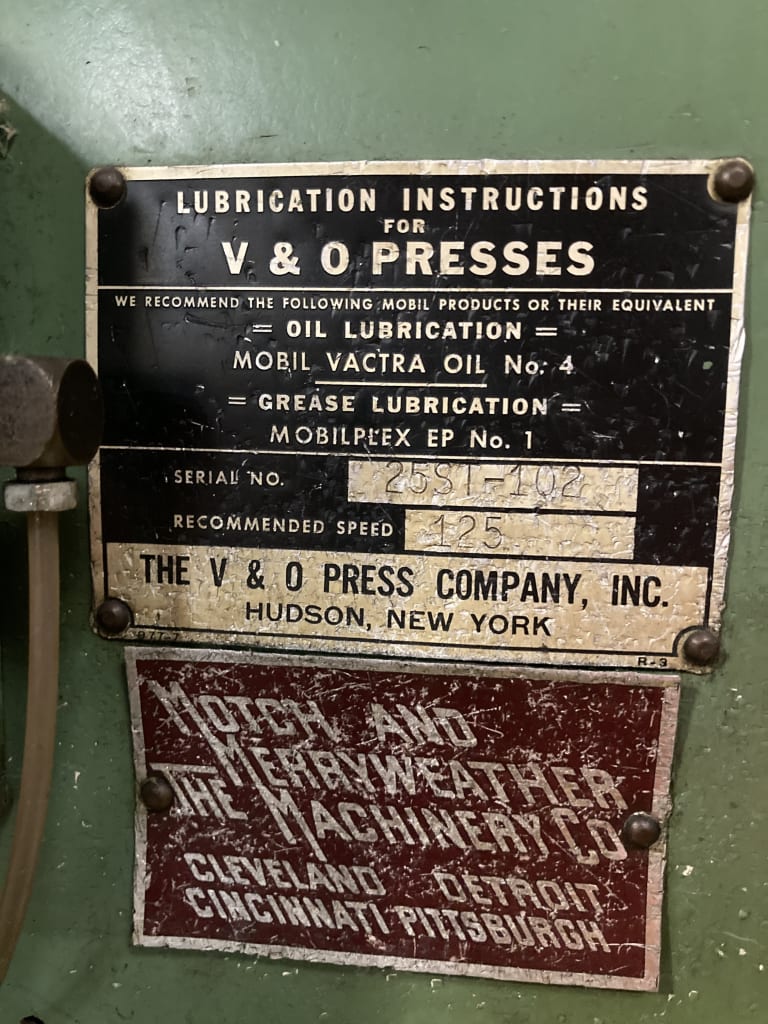 LUBRICATION INSTRUCTIONS
FOR
V & O PRESSES
WE RECOMMEND THE FOLLOWING MOBIL PRODUCTS OR THEIR EQUIVALENT
= OIL LUBRICATION =
MOBIL VACTRA OIL No. 4
= GREASE LUBRICATION =
MOBILPLEX EP No. 1
SERIAL NO. 25ST-102
RECOMMENDED SPEED 125
THE V & O PRESS COMPANY, INC.
HUDSON, NEW YORK
R-3
MOTCH AND
MERRYWEATHER
THE MACHINERY CO
CLEVELAND DETROIT
CINCINNATI PITTSBURGH